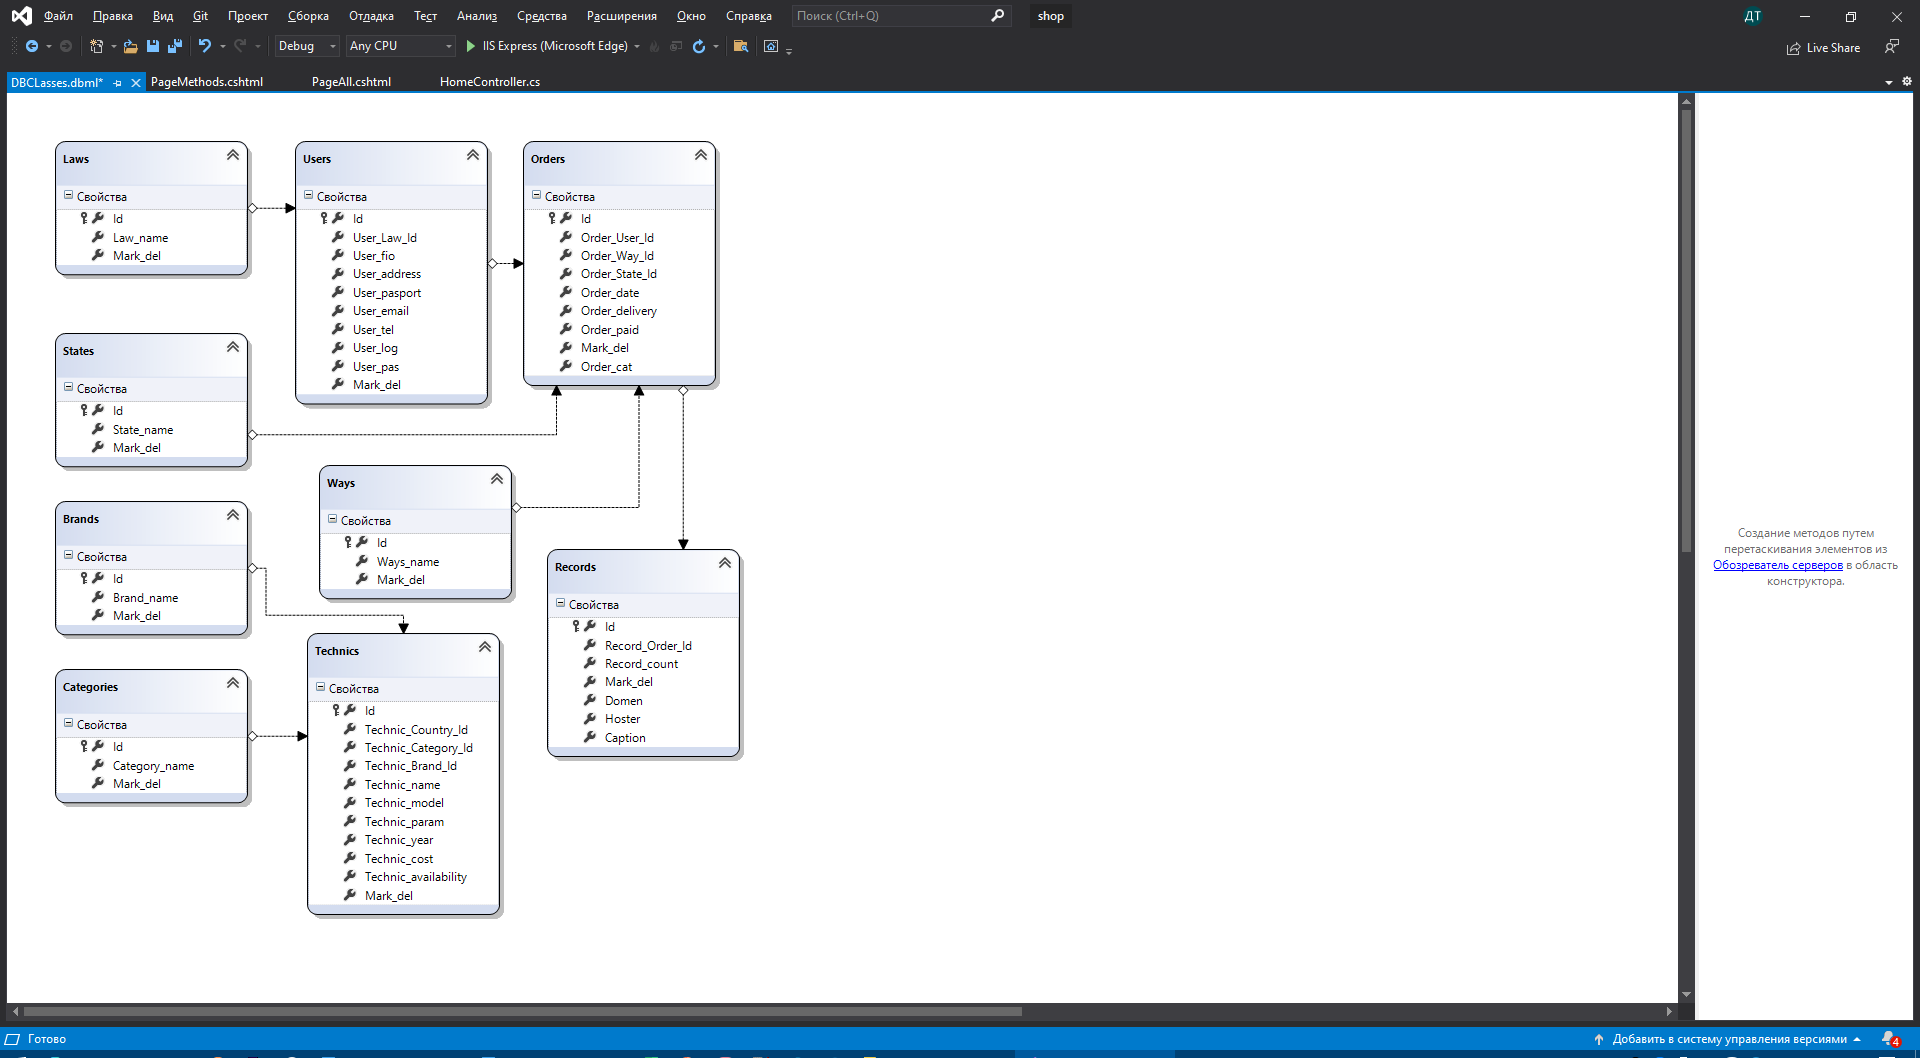 Файл Правка Вид Git Проект Сборка Отладка Тест Анализ Средства Расширения Окно Справка Поиск (Ctrl+Q) shop ДТ
Debug Any CPU IIS Express (Microsoft Edge) Live Share
DBCLasses.dbml* PageMethods.cshtml PageAll.cshtml HomeController.cs
Laws
Свойства
Id
Law_name
Mark_del
Users
Свойства
Id
User_Law_Id
User_fio
User_address
User_pasport
User_email
User_tel
User_log
User_pas
Mark_del
Orders
Свойства
Id
Order_User_Id
Order_Way_Id
Order_State_Id
Order_date
Order_delivery
Order_paid
Mark_del
Order_cat
States
Свойства
Id
State_name
Mark_del
Ways
Свойства
Id
Ways_name
Mark_del
Brands
Свойства
Id
Brand_name
Mark_del
Records
Свойства
Id
Record_Order_Id
Record_count
Mark_del
Domen
Hoster
Caption
Technics
Свойства
Id
Technic_Country_Id
Technic_Category_Id
Technic_Brand_Id
Technic_name
Technic_model
Technic_param
Technic_year
Technic_cost
Technic_availability
Mark_del
Categories
Свойства
Id
Category_name
Mark_del
Создание методов путем
перетаскивания элементов из
Обозреватель серверов в область
конструктора.
Готово Добавить в систему управления версиями 4